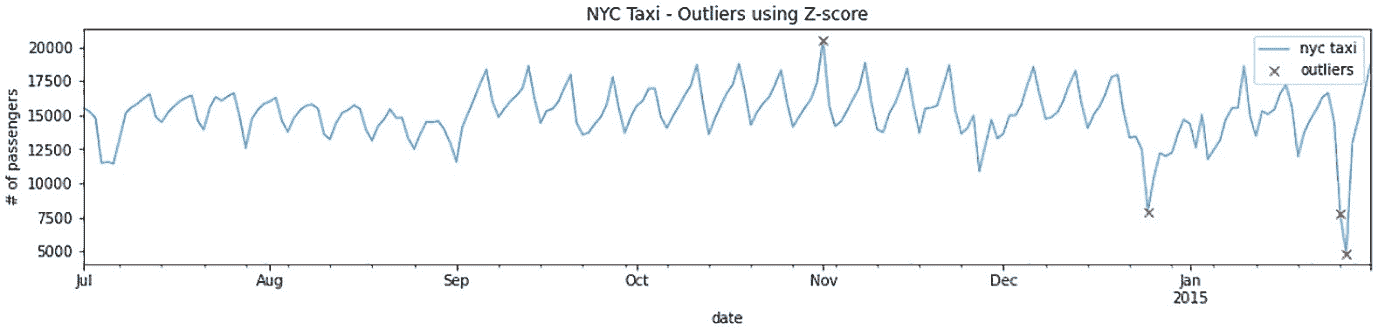 NYC Taxi - Outliers using Z-score
20000
17500
15000
12500
10000
7500
5000
# of passengers
nyc taxi
outliers
Jul Aug Sep Oct Nov Dec Jan
2015
date